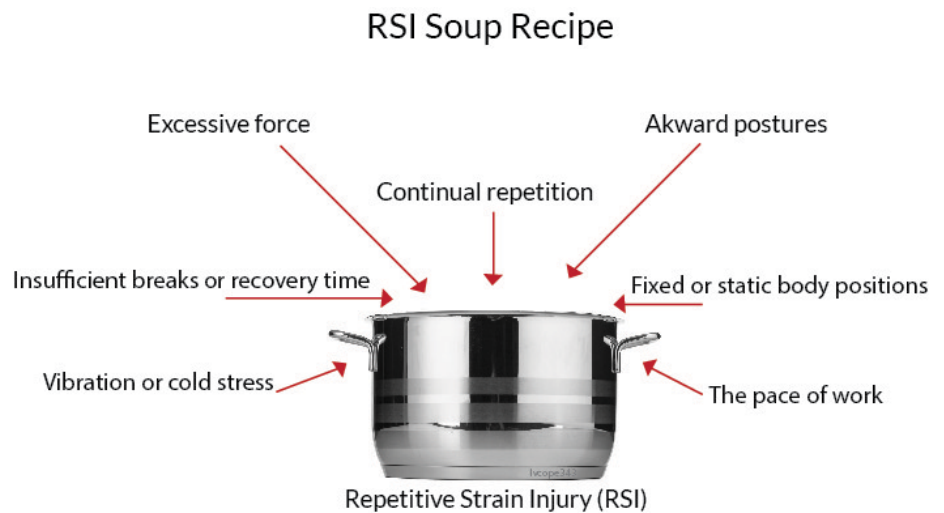 RSI Soup Recipe
Excessive force
Akward postures
Continual repetition
Insufficient breaks or recovery time
Fixed or static body positions
Vibration or cold stress
The pace of work
Repetitive Strain Injury (RSI)